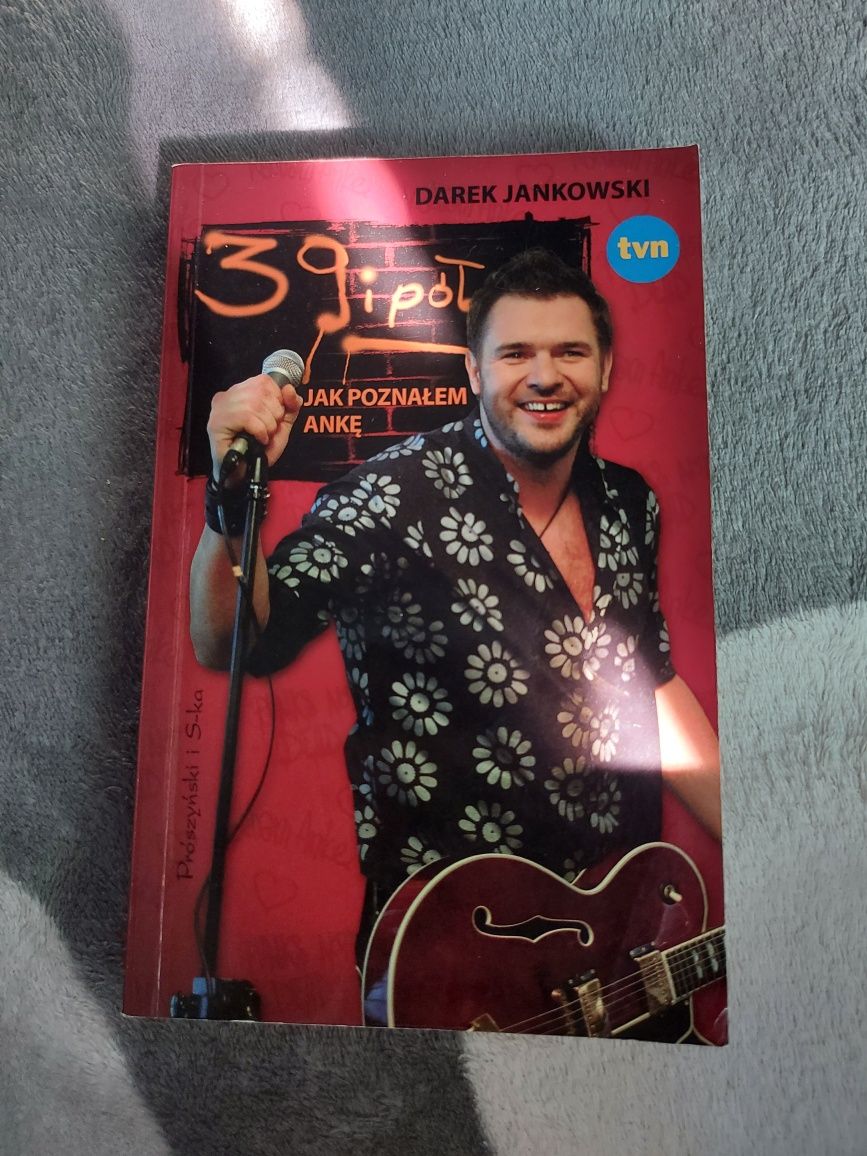 DAREK JANKOWSKI
tvn
39 i pół
JAK POZNAŁEM
ANKĘ
Prószyński i S-ka